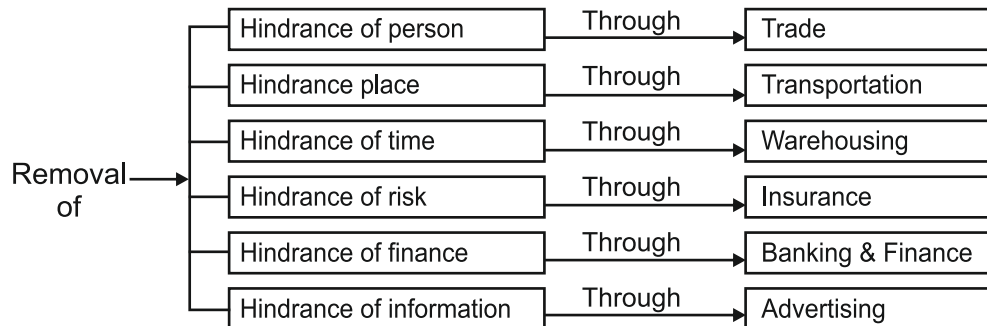 Hindrance of person Through Trade
Hindrance place Through Transportation
Hindrance of time Through Warehousing
Removal of
Hindrance of risk Through Insurance
Hindrance of finance Through Banking & Finance
Hindrance of information Through Advertising